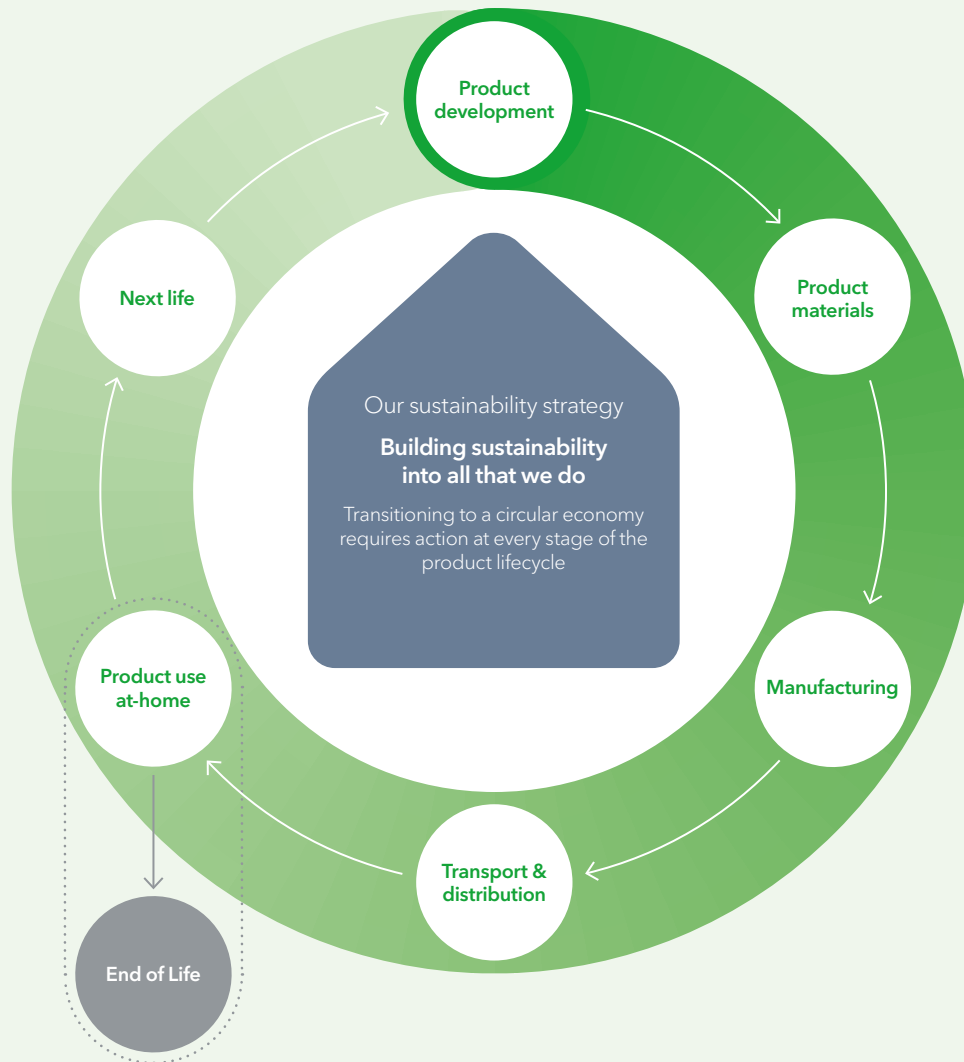 Product
development
Product
materials
Manufacturing
Transport &
distribution
Product use
at-home
Next life
End of Life
Our sustainability strategy
Building sustainability
into all that we do
Transitioning to a circular economy
requires action at every stage of the
product lifecycle